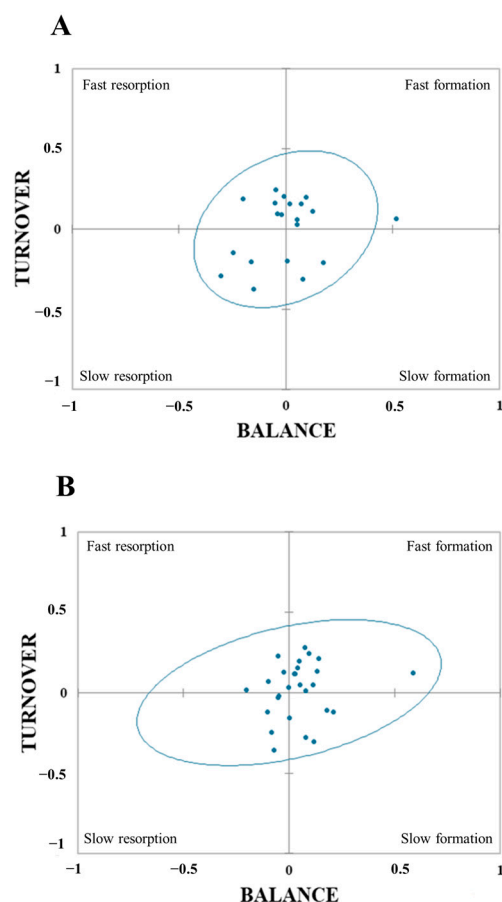 A
1
Fast resorption Fast formation
0.5
0
TURNOVER
−0.5
Slow resorption Slow formation
−1
−1 −0.5 0 0.5 1
BALANCE
B
1
Fast resorption Fast formation
0.5
0
TURNOVER
−0.5
Slow resorption Slow formation
−1
−1 −0.5 0 0.5 1
BALANCE